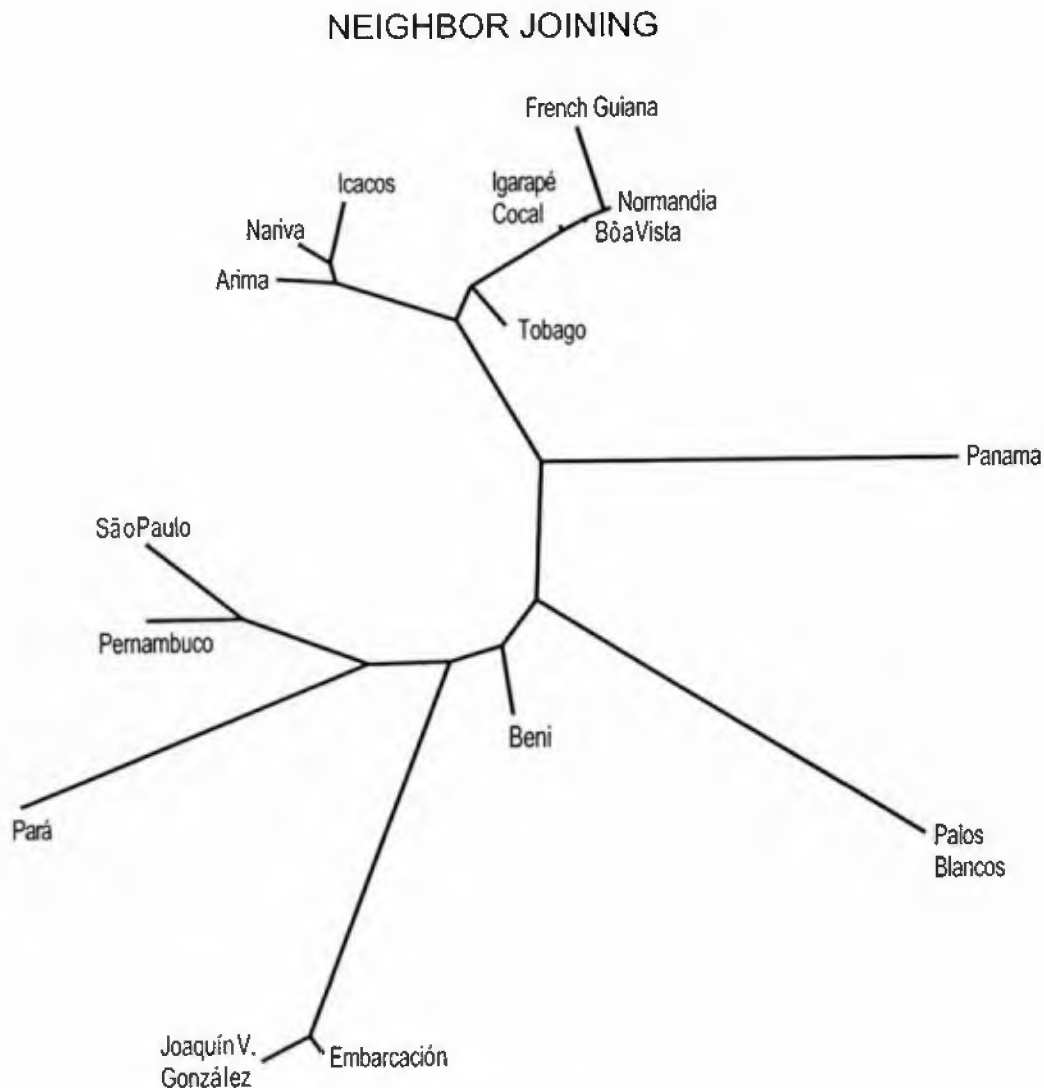 NEIGHBOR JOINING
French Guiana
Icacos
Igarapé
Cocal
Normandia
Nariva
BôaVista
Arima
Tobago
Panama
SãoPaulo
Pernambuco
Beni
Pará
Palos
Blancos
Joaquín V.
González
Embarcación